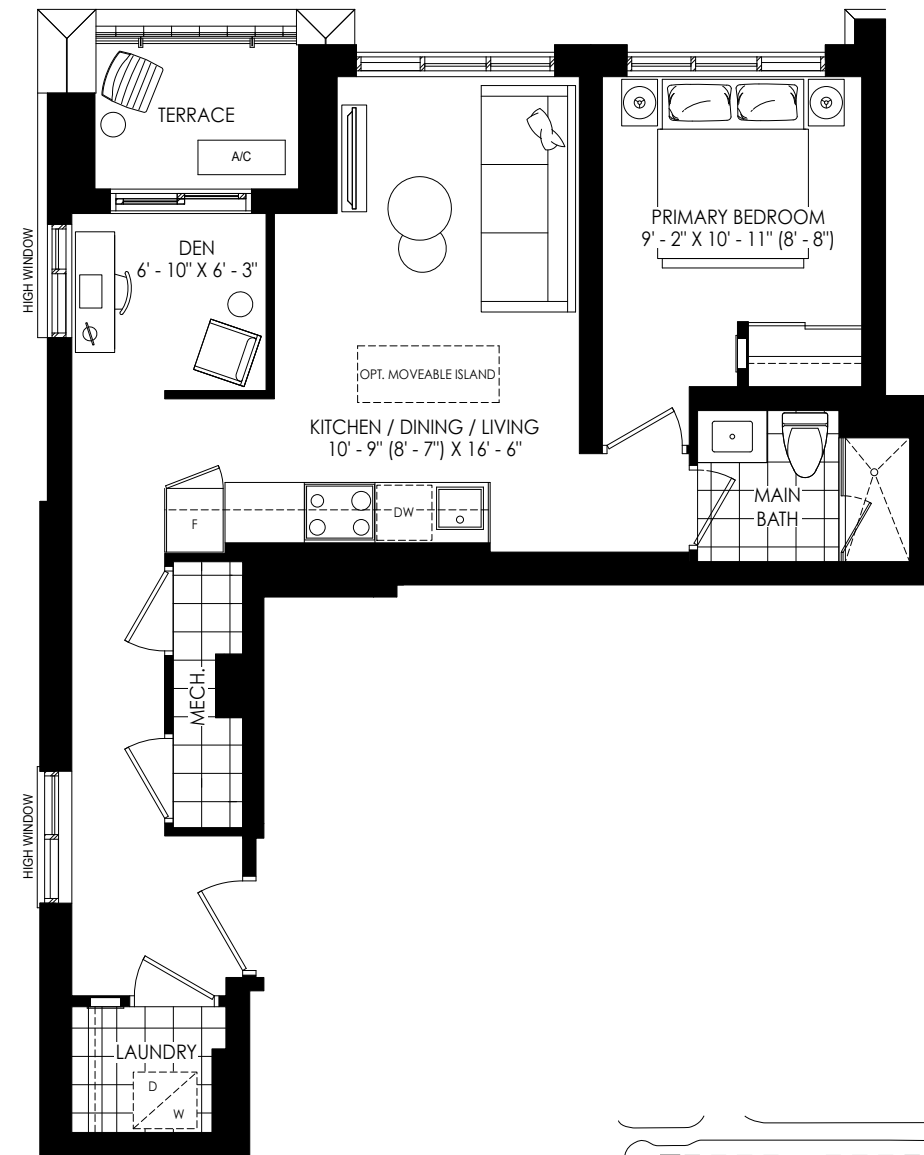 TERRACE
A/C
HIGH WINDOW
DEN
6' - 10" X 6' - 3"
PRIMARY BEDROOM
9' - 2" X 10' - 11" (8' - 8")
OPT. MOVEABLE ISLAND
KITCHEN / DINING / LIVING
10' - 9" (8' - 7") X 16' - 6"
F
DW
MAIN
BATH
MECH.
HIGH WINDOW
LAUNDRY
D
W